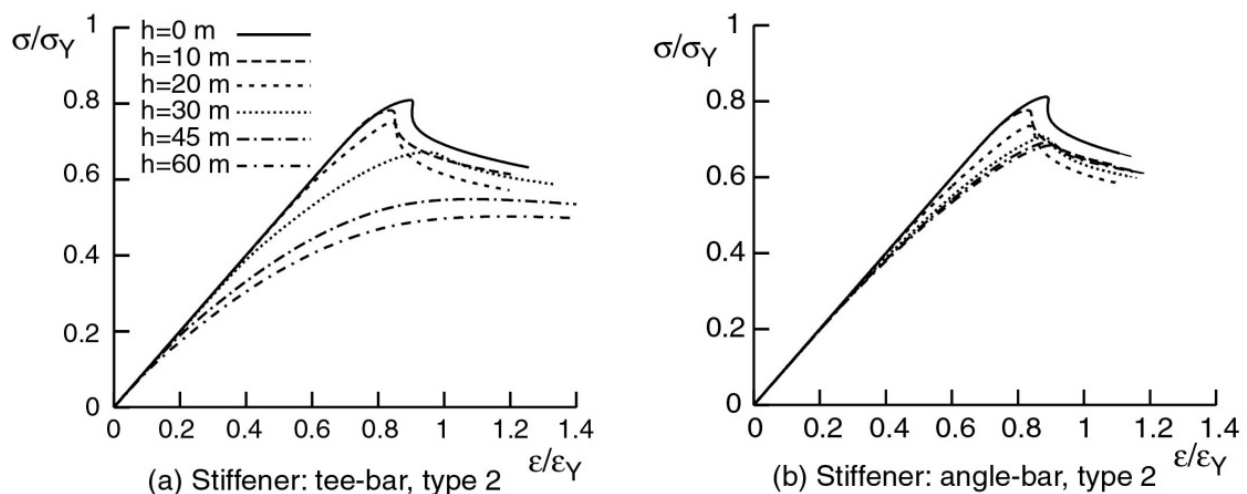 1
σ/σY
h=0 m
h=10 m
h=20 m
h=30 m
h=45 m
h=60 m
0.8
0.6
0.4
0.2
0
0 0.2 0.4 0.6 0.8 1 1.2 1.4
ε/εY
(a) Stiffener: tee-bar, type 2
1
σ/σY
0.8
0.6
0.4
0.2
0
0 0.2 0.4 0.6 0.8 1 1.2 1.4
ε/εY
(b) Stiffener: angle-bar, type 2